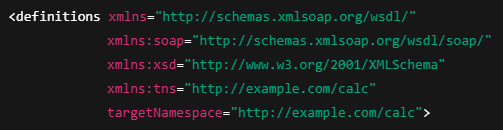 <definitions xmlns="http://schemas.xmlsoap.org/wsdl/"
xmlns:soap="http://schemas.xmlsoap.org/wsdl/soap/"
xmlns:xsd="http://www.w3.org/2001/XMLSchema"
xmlns:tns="http://example.com/calc"
targetNamespace="http://example.com/calc">